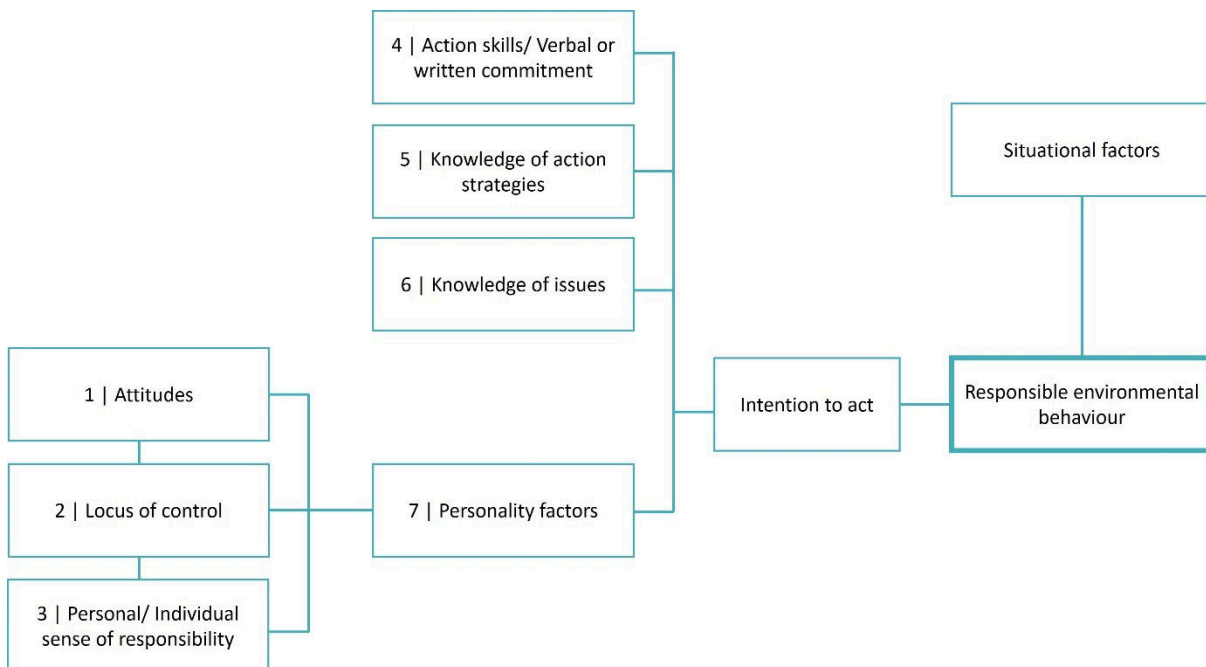 4 | Action skills/ Verbal or
written commitment
Situational factors
5 | Knowledge of action
strategies
6 | Knowledge of issues
1 | Attitudes
Intention to act
Responsible environmental
behaviour
2 | Locus of control
7 | Personality factors
3 | Personal/ Individual
sense of responsibility